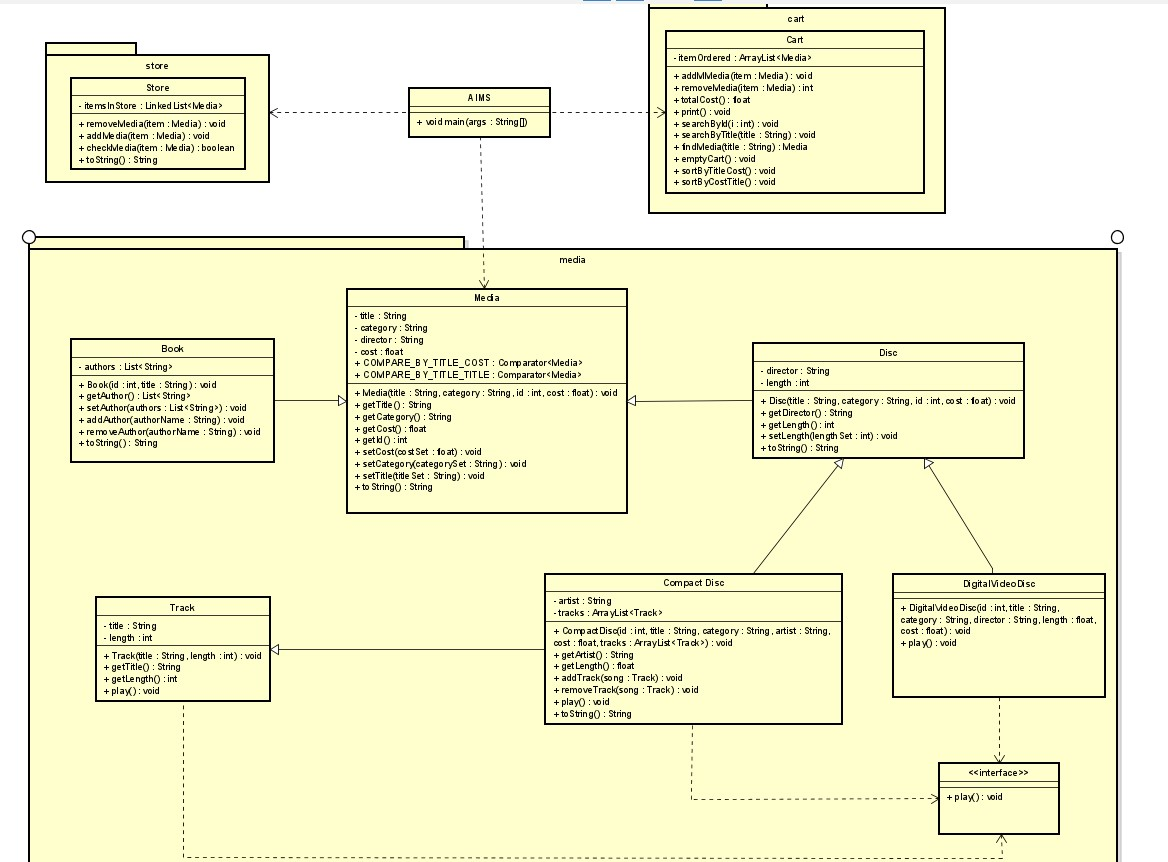 store
Store
- itemsInStore : LinkedList<Media>
+ removeMedia(item : Media) : void
+ addMedia(item : Media) : void
+ checkMedia(item : Media) : boolean
+ toString() : String
AIMS
+ void main(args : String[])
cart
Cart
- itemOrdered : ArrayList<Media>
+ addMMedia(item : Media) : void
+ removeMedia(item : Media) : int
+ totalCost() : float
+ print() : void
+ searchById(i : int) : void
+ searchByTitle(title : String) : void
+ findMedia(title : String) : Media
+ emptyCart() : void
+ sortByTitleCost() : void
+ sortByCostTitle() : void
media
Media
- title : String
- category : String
- director : String
- cost : float
+ COMPARE_BY_TITLE_COST : Comparator<Media>
+ COMPARE_BY_TITLE_TITLE : Comparator<Media>
+ Media(title : String, category : String, id : int, cost : float) : void
+ getTitle() : String
+ getCategory() : String
+ getCost() : float
+ getId() : int
+ setCost(costSet : float) : void
+ setCategory(categorySet : String) : void
+ setTitle(titleSet : String) : void
+ toString() : String
Book
- authors : List<String>
+ Book(id : int, title : String) : void
+ getAuthor() : List<String>
+ setAuthor(authors : List<String>) : void
+ addAuthor(authorName : String) : void
+ removeAuthor(authorName : String) : void
+ toString() : String
Disc
- director : String
- length : int
+ Disc(title : String, category : String, id : int, cost : float) : void
+ getDirector() : String
+ getLength() : int
+ setLength(lengthSet : int) : void
+ toString() : String
Track
- title : String
- length : int
+ Track(title : String, length : int) : void
+ getTitle() : String
+ getLength() : int
+ play() : void
Compact Disc
- artist : String
- tracks : ArrayList<Track>
+ CompactDisc(id : int, title : String, category : String, artist : String,
cost : float, tracks : ArrayList<Track>) : void
+ getArtist() : String
+ getLength() : float
+ addTrack(song : Track) : void
+ removeTrack(song : Track) : void
+ play() : void
+ toString() : String
DigitalVideoDisc
+ DigitalVideoDisc(id : int, title : String,
category : String, director : String, length : float,
cost : float) : void
+ play() : void
<<interface>>
+ play() : void